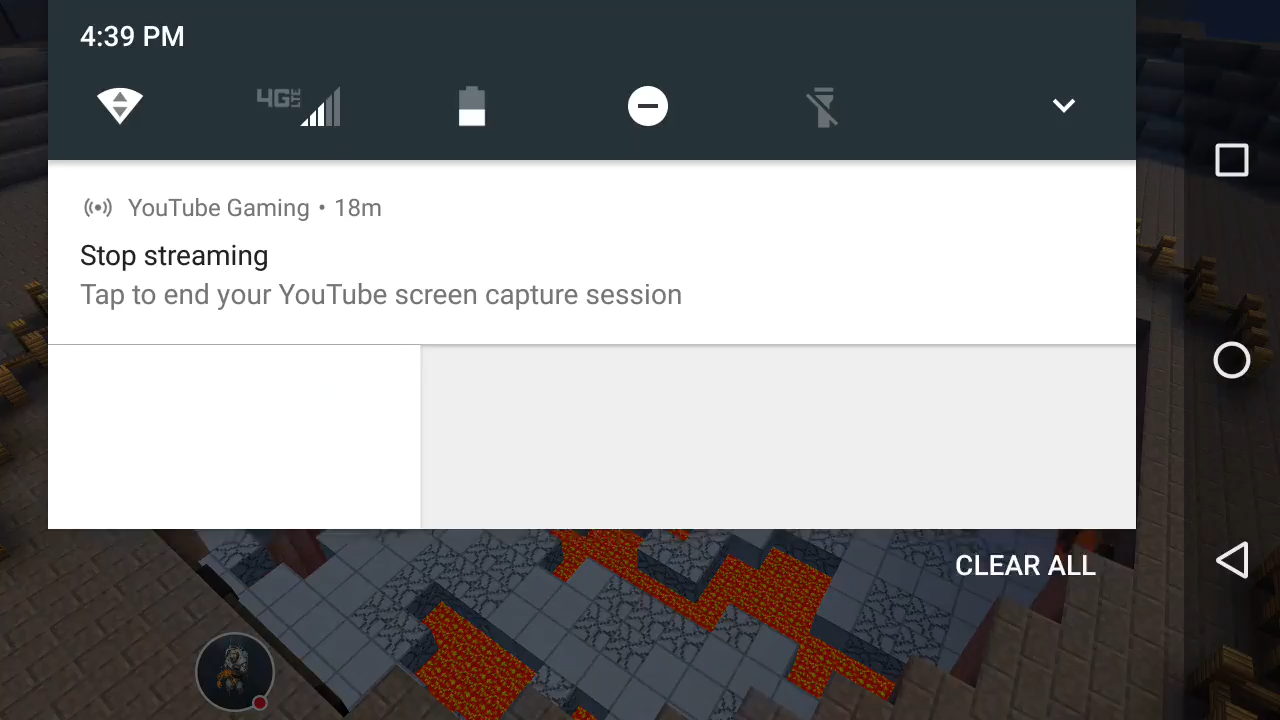 4:39 PM
4G LTE
YouTube Gaming • 18m
Stop streaming
Tap to end your YouTube screen capture session
CLEAR ALL